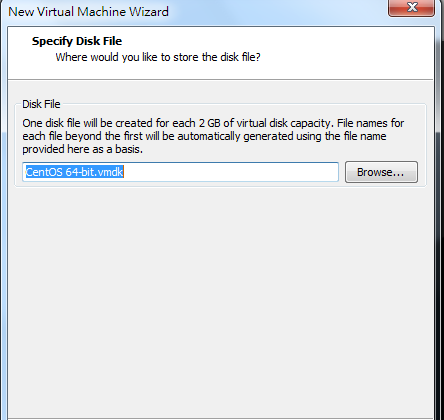 New Virtual Machine Wizard
Specify Disk File
Where would you like to store the disk file?
Disk File
One disk file will be created for each 2 GB of virtual disk capacity. File names for
each file beyond the first will be automatically generated using the file name
provided here as a basis.
CentOS 64-bit.vmdk
Browse...